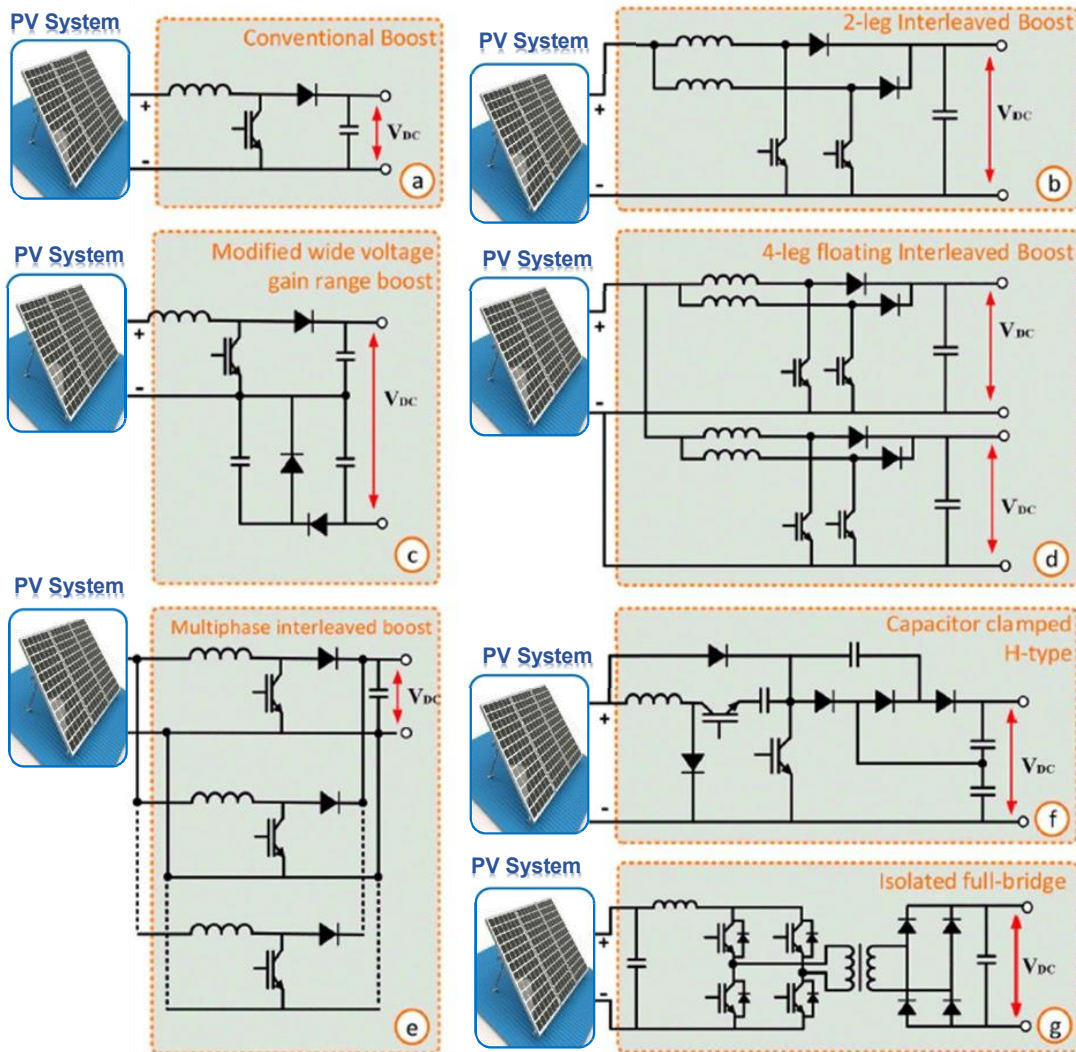 PV System
Conventional Boost
+
-
VDC
a
PV System
2-leg Interleaved Boost
+
-
VDC
b
PV System
Modified wide voltage
gain range boost
+
-
VDC
c
PV System
4-leg floating Interleaved Boost
+
-
VDC
VDC
d
PV System
Multiphase interleaved boost
VDC
e
PV System
Capacitor clamped
H-type
+
-
VDC
f
PV System
Isolated full-bridge
+
-
VDC
g